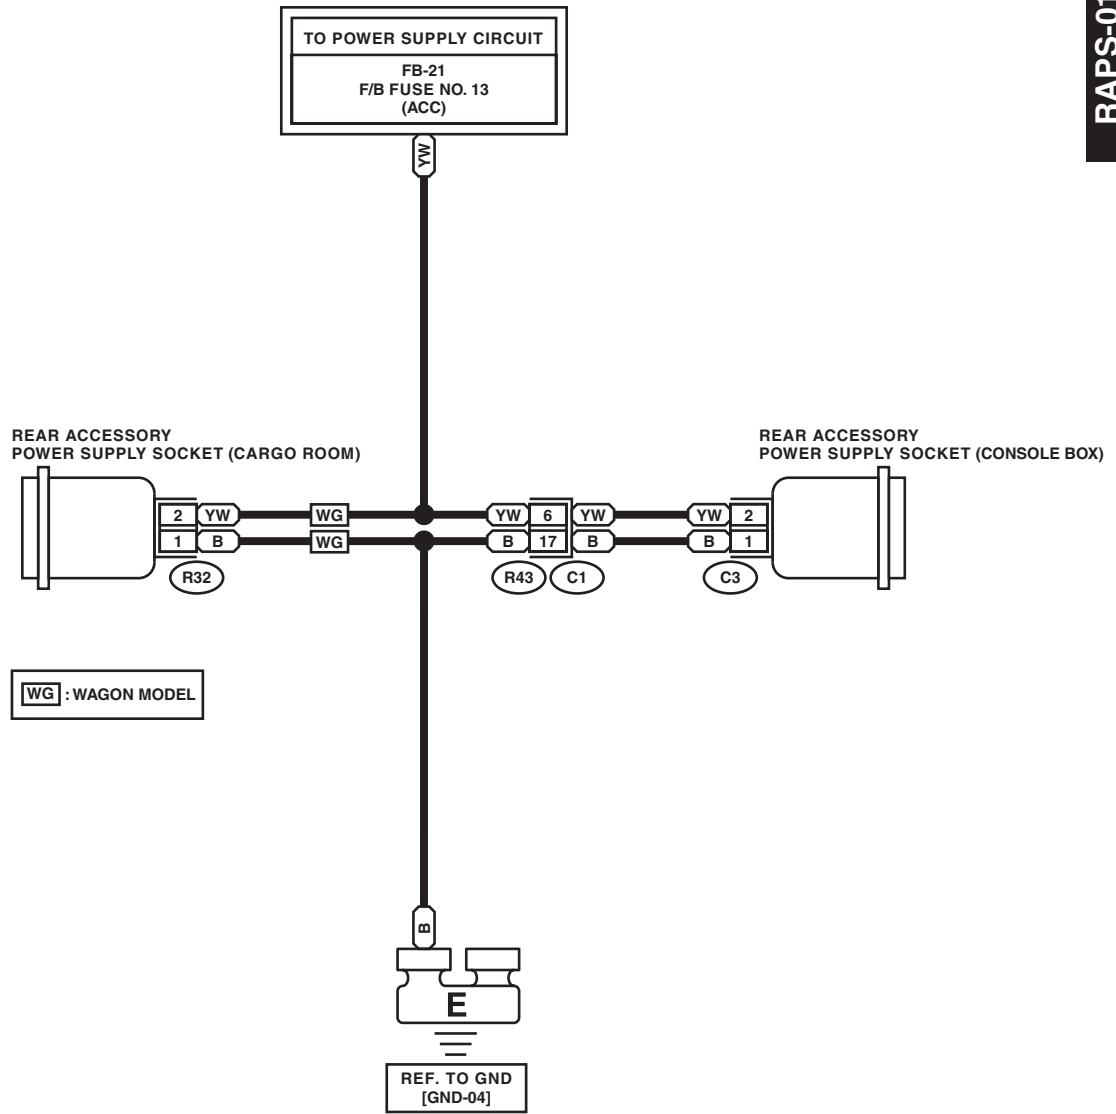 RAPS-01
TO POWER SUPPLY CIRCUIT
FB-21
F/B FUSE NO. 13
(ACC)
YW
REAR ACCESSORY
POWER SUPPLY SOCKET (CARGO ROOM)
REAR ACCESSORY
POWER SUPPLY SOCKET (CONSOLE BOX)
2 YW WG YW 6 YW YW 2
1 B WG B 17 B B 1
R32 R43 C1 C3
WG : WAGON MODEL
B
E
REF. TO GND
[GND-04]